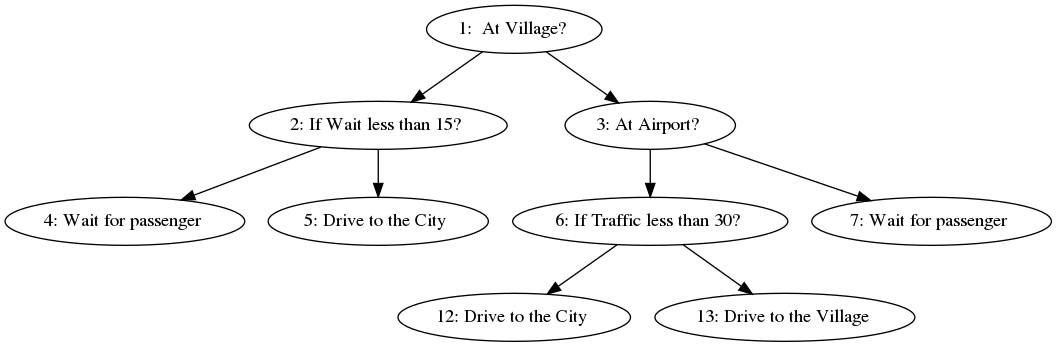 1:  At Village?
2: If Wait less than 15?
3: At Airport?
4: Wait for passenger
5: Drive to the City
6: If Traffic less than 30?
7: Wait for passenger
12: Drive to the City
13: Drive to the Village